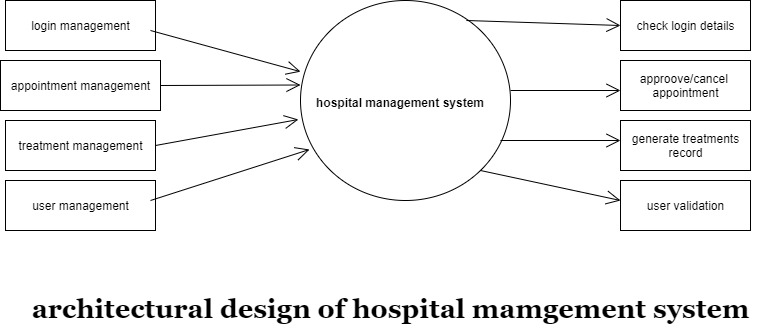 login management
appointment management
treatment management
user management
hospital management system
check login details
approove/cancel
appointment
generate treatments
record
user validation
architectural design of hospital mamgement system